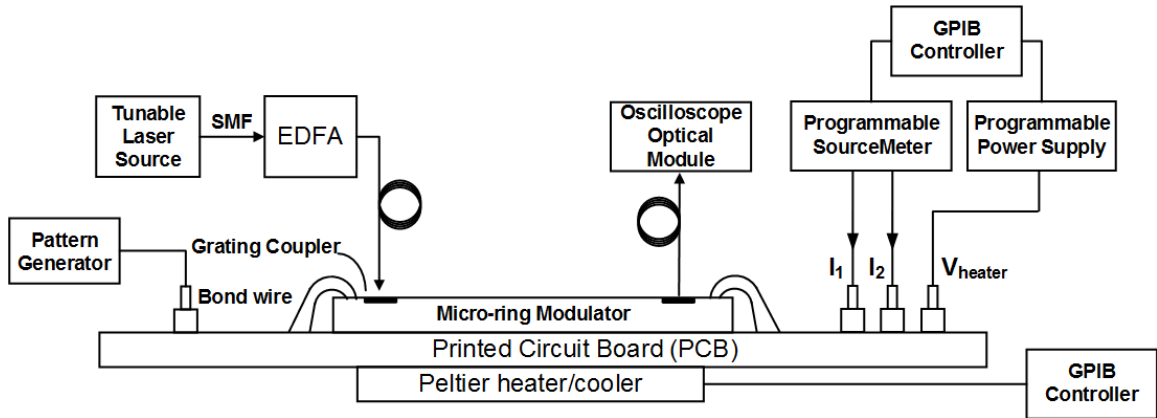 GPIB
Controller
Tunable
Laser
Source
SMF
EDFA
Oscilloscope
Optical
Module
Programmable
SourceMeter
Programmable
Power Supply
Pattern
Generator
Grating Coupler
Bond wire
I1
I2
Vheater
Micro-ring Modulator
Printed Circuit Board (PCB)
Peltier heater/cooler
GPIB
Controller